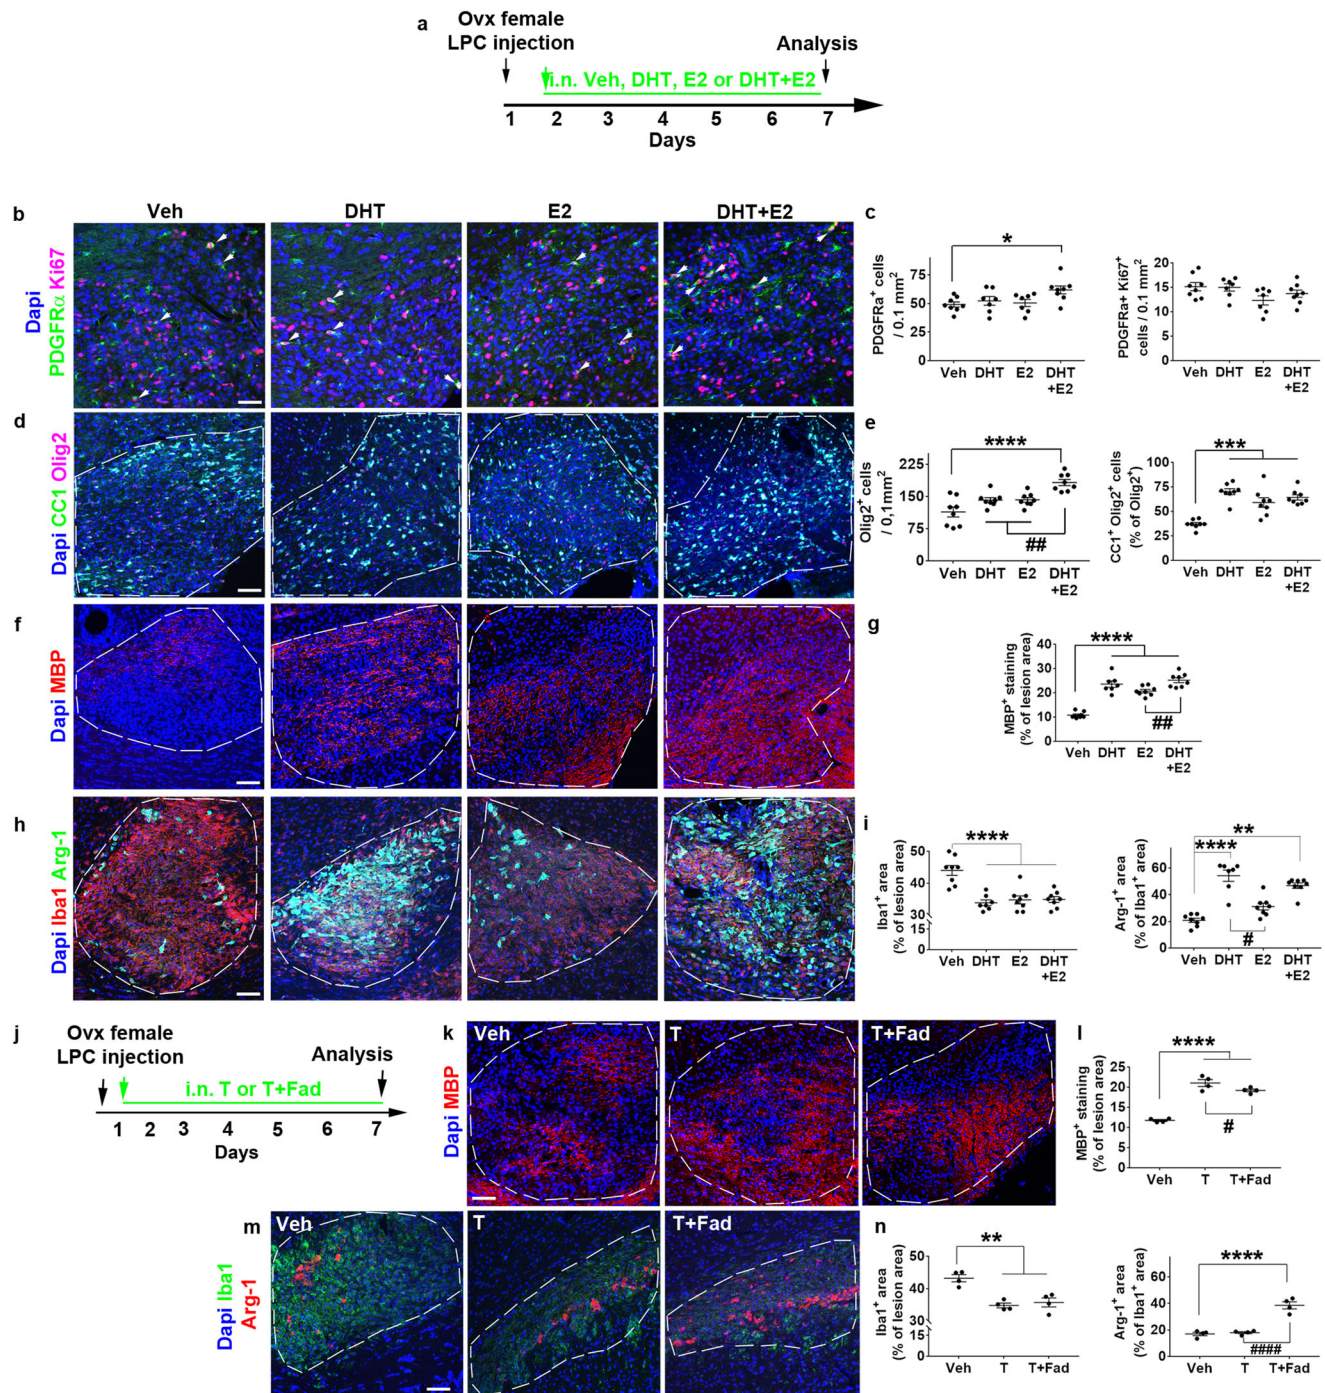 a
Ovx female
LPC injection
Analysis
i.n. Veh, DHT, E2 or DHT+E2
1 2 3 4 5 6 7
Days
b
Veh DHT E2 DHT+E2
Dapi
PDGFRα Ki67
c
PDGFRa+ cells
/ 0.1 mm²
75
50
25
0
*
Veh DHT E2 DHT
+E2
PDGFRa+ Ki67+
cells / 0.1 mm²
20
15
10
5
0
Veh DHT E2 DHT
+E2
d
Dapi CC1 Olig2
e
Olig2+ cells
/ 0,1mm²
225
150
75
0
****
##
Veh DHT E2 DHT
+E2
CC1+ Olig2+ cells
(% of Olig2+)
100
75
50
25
0
***
Veh DHT E2 DHT
+E2
f
Dapi MBP
g
MBP+ staining
(% of lesion area)
40
30
20
10
0
****
##
Veh DHT E2 DHT
+E2
h
Dapi Iba1 Arg-1
i
Iba1+ area
(% of lesion area)
50
40
30
15
0
****
Veh DHT E2 DHT
+E2
Arg-1+ area
(% of Iba1+ area)
60
40
20
0
**
****
#
Veh DHT E2 DHT
+E2
j
Ovx female
LPC injection
Analysis
i.n. T or T+Fad
1 2 3 4 5 6 7
Days
k
Veh T T+Fad
Dapi MBP
l
MBP+ staining
(% of lesion area)
25
20
15
10
5
0
****
#
Veh T T+Fad
m
Veh T T+Fad
Dapi Iba1
Arg-1
n
Iba1+ area
(% of lesion area)
50
40
30
15
0
**
Veh T T+Fad
Arg-1+ area
(% of Iba1+ area)
60
40
20
0
****
####
Veh T T+Fad